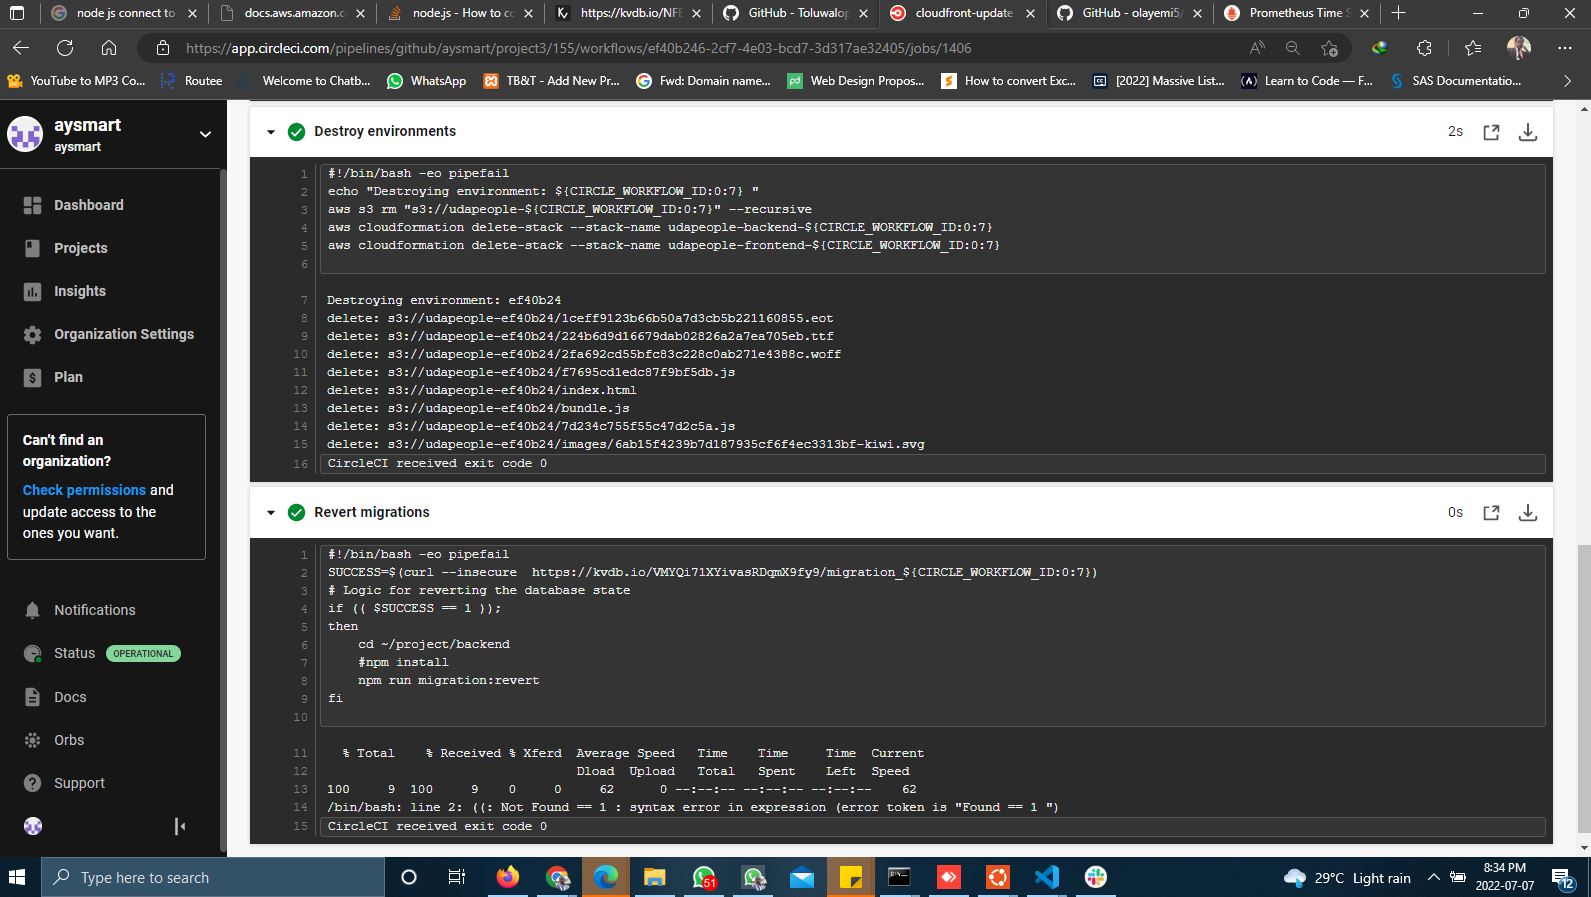 node js connect to
docs.aws.amazon.c
node.js - How to co
https://kvdb.io/NFE
GitHub - Toluwalop
cloudfront-update
GitHub - olayemi5/
Prometheus Time S
https://app.circleci.com/pipelines/github/aysmart/project3/155/workflows/ef40b246-2cf7-4e03-bcd7-3d317ae32405/jobs/1406
YouTube to MP3 Co...
Routee
Welcome to Chatb...
WhatsApp
TB&T - Add New Pr...
Fwd: Domain name...
Web Design Propos...
How to convert Exc...
[2022] Massive List...
Learn to Code — F...
SAS Documentatio...
aysmart
aysmart
Dashboard
Projects
Insights
Organization Settings
Plan
Can't find an
organization?
Check permissions and
update access to the
ones you want.
Notifications
Status OPERATIONAL
Docs
Orbs
Support
Destroy environments 2s
1 #!/bin/bash -eo pipefail
2 echo "Destroying environment: ${CIRCLE_WORKFLOW_ID:0:7} "
3 aws s3 rm "s3://udapeople-${CIRCLE_WORKFLOW_ID:0:7}" --recursive
4 aws cloudformation delete-stack --stack-name udapeople-backend-${CIRCLE_WORKFLOW_ID:0:7}
5 aws cloudformation delete-stack --stack-name udapeople-frontend-${CIRCLE_WORKFLOW_ID:0:7}
6
7 Destroying environment: ef40b24
8 delete: s3://udapeople-ef40b24/1ceff9123b66b50a7d3cb5b221160855.eot
9 delete: s3://udapeople-ef40b24/224b6d9d16679dab02826a2a7ea705eb.ttf
10 delete: s3://udapeople-ef40b24/2fa692cd55bfc83c228c0ab271e4388c.woff
11 delete: s3://udapeople-ef40b24/f7695cd1edc87f9bf5db.js
12 delete: s3://udapeople-ef40b24/index.html
13 delete: s3://udapeople-ef40b24/bundle.js
14 delete: s3://udapeople-ef40b24/7d234c755f55c47d2c5a.js
15 delete: s3://udapeople-ef40b24/images/6ab15f4239b7d187935cf6f4ec3313bf-kiwi.svg
16 CircleCI received exit code 0
Revert migrations 0s
1 #!/bin/bash -eo pipefail
2 SUCCESS=$(curl --insecure  https://kvdb.io/VMYQi71XYivasRDqmX9fy9/migration_${CIRCLE_WORKFLOW_ID:0:7})
3 # Logic for reverting the database state
4 if (( $SUCCESS == 1 ));
5 then
6     cd ~/project/backend
7     #npm install
8     npm run migration:revert
9 fi
10
11   % Total    % Received % Xferd  Average Speed   Time    Time     Time  Current
12                                  Dload  Upload   Total   Spent    Left  Speed
13 100     9  100     9    0     0     62      0 --:--:-- --:--:-- --:--:--    62
14 /bin/bash: line 2: ((: Not Found == 1 : syntax error in expression (error token is "Found == 1 ")
15 CircleCI received exit code 0
Type here to search
51
29°C Light rain
8:34 PM
2022-07-07
12